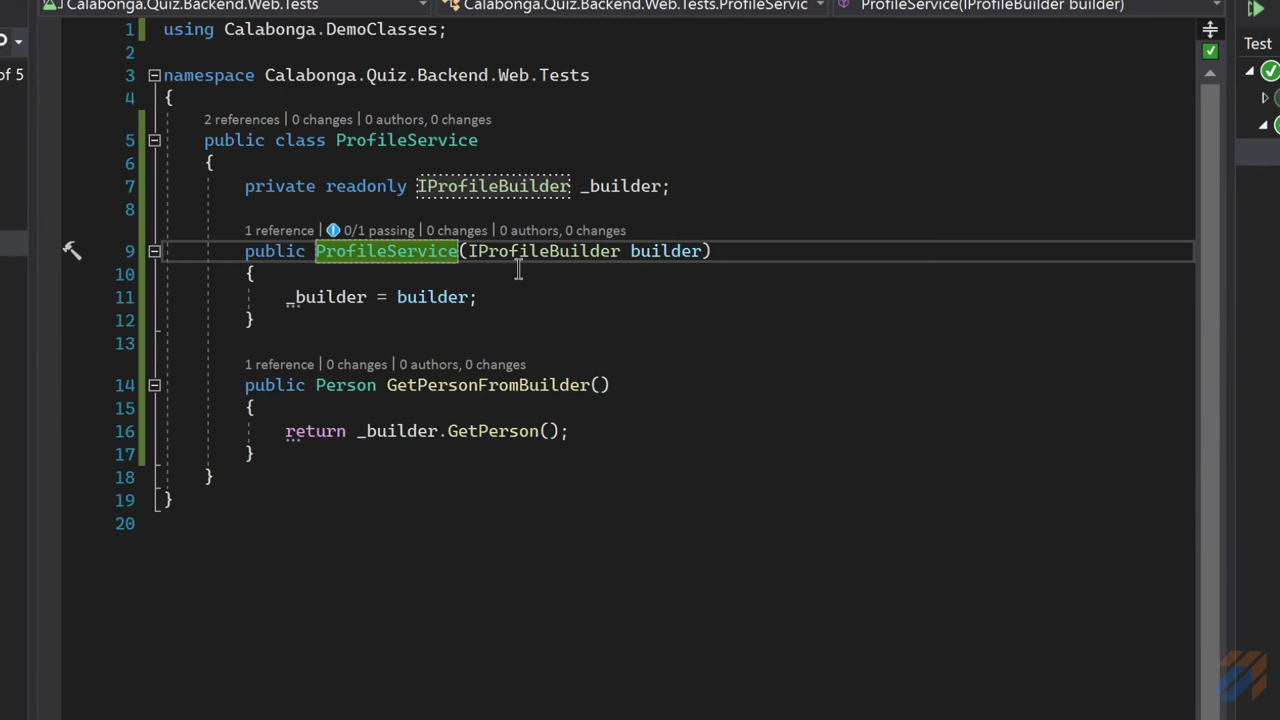 Calabonga.Quiz.Backend.Web.Tests
Calabonga.Quiz.Backend.Web.Tests.ProfileServic
ProfileService(IProfileBuilder builder)
1 using Calabonga.DemoClasses;
2
3 namespace Calabonga.Quiz.Backend.Web.Tests
4 {
2 references | 0 changes | 0 authors, 0 changes
5 public class ProfileService
6 {
7 private readonly IProfileBuilder _builder;
8
1 reference | 0/1 passing | 0 changes | 0 authors, 0 changes
9 public ProfileService(IProfileBuilder builder)
10 {
11 _builder = builder;
12 }
13
1 reference | 0 changes | 0 authors, 0 changes
14 public Person GetPersonFromBuilder()
15 {
16 return _builder.GetPerson();
17 }
18 }
19 }
20
of 5
Test